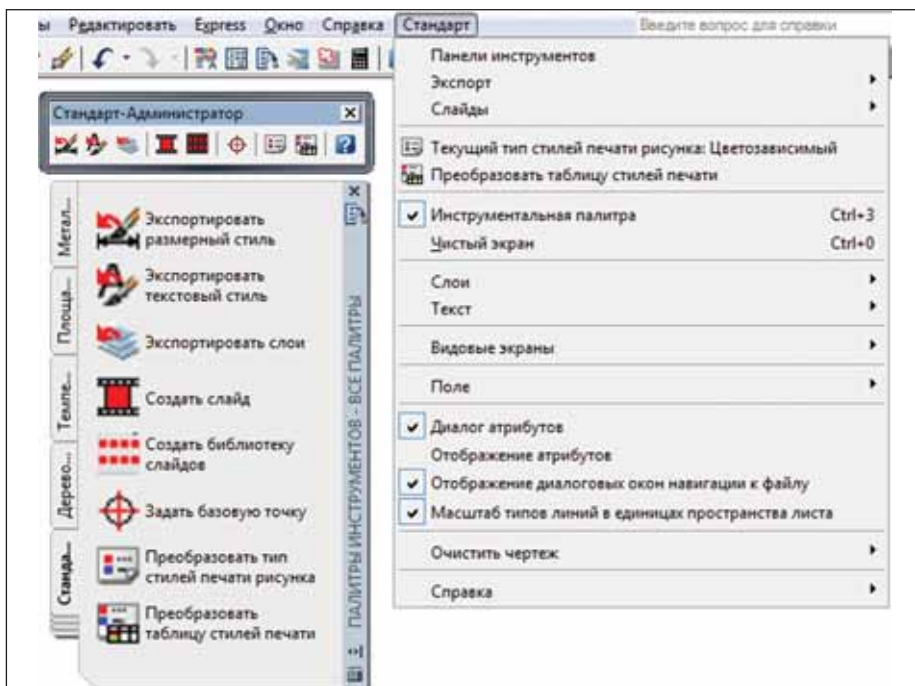 ы Редактировать Express Окно Справка Стандарт Введите вопрос для справки
Стандарт-Администратор
Метал...
Площа...
Темпе...
Дерево...
Станда...
Экспортировать
размерный стиль
Экспортировать
текстовый стиль
Экспортировать слои
Создать слайд
Создать библиотеку
слайдов
Задать базовую точку
Преобразовать тип
стилей печати рисунка
Преобразовать
таблицу стилей печати
ПАЛИТРЫ ИНСТРУМЕНТОВ - ВСЕ ПАЛИТРЫ
Панели инструментов
Экспорт
Слайды
Текущий тип стилей печати рисунка: Цветозависимый
Преобразовать таблицу стилей печати
Инструментальная палитра Ctrl+3
Чистый экран Ctrl+0
Слои
Текст
Видовые экраны
Поле
Диалог атрибутов
Отображение атрибутов
Отображение диалоговых окон навигации к файлу
Масштаб типов линий в единицах пространства листа
Очистить чертеж
Справка